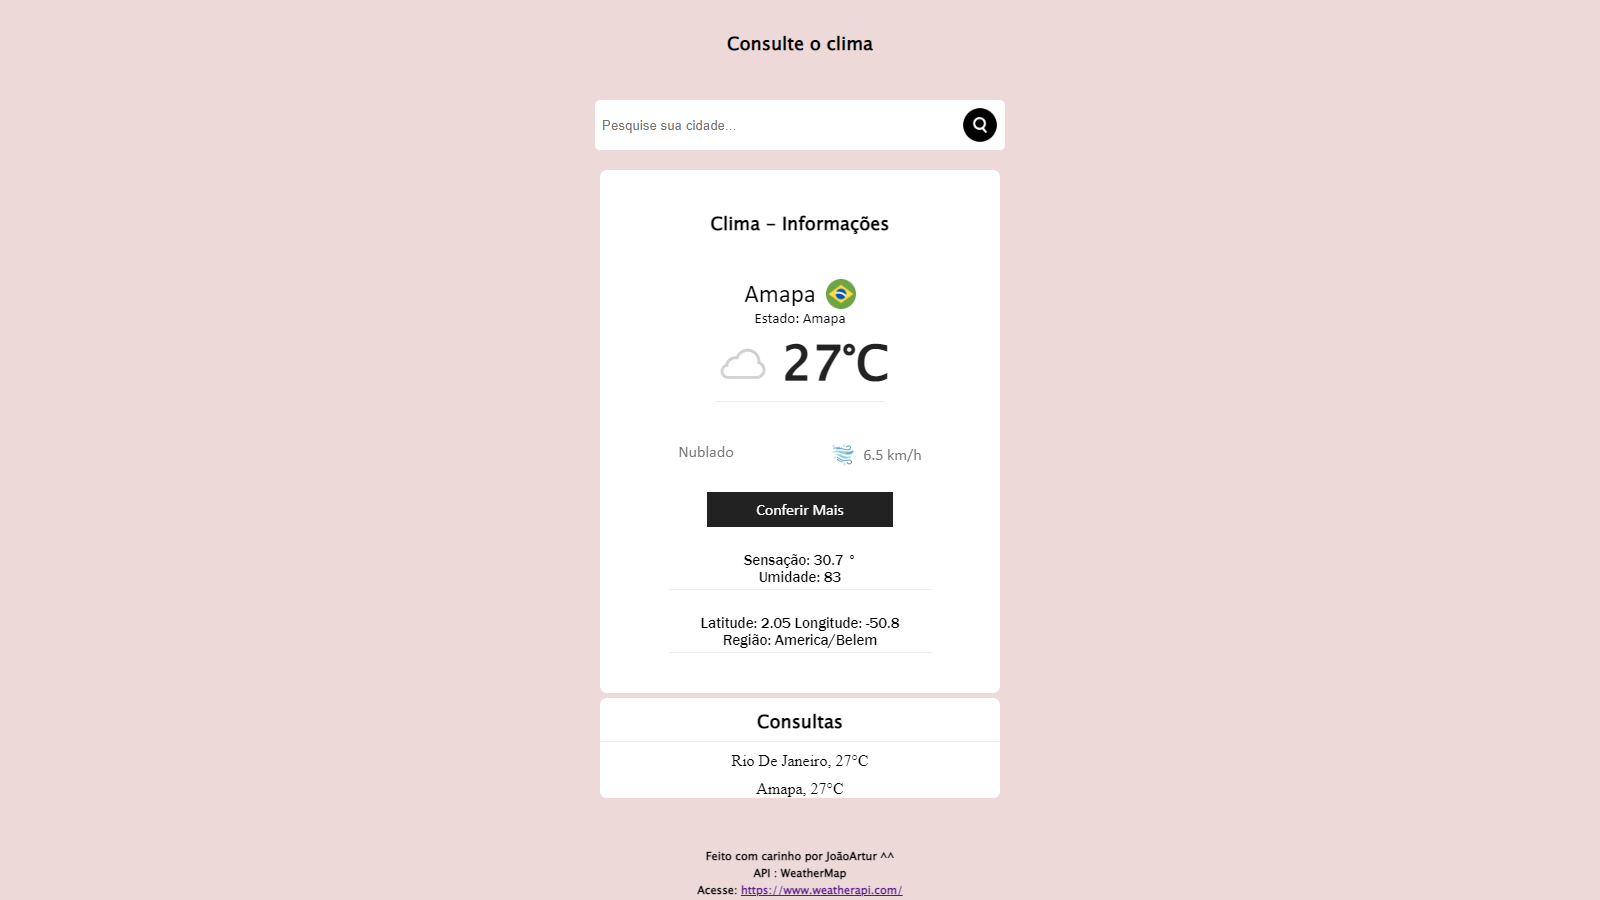 Consulte o clima
Pesquise sua cidade...
Clima - Informações
Amapa
Estado: Amapa
27°C
Nublado
6.5 km/h
Conferir Mais
Sensação: 30.7 °
Umidade: 83
Latitude: 2.05 Longitude: -50.8
Região: America/Belem
Consultas
Rio De Janeiro, 27°C
Amapa, 27°C
Feito com carinho por JoãoArtur ^^
API : WeatherMap
Acesse: https://www.weatherapi.com/